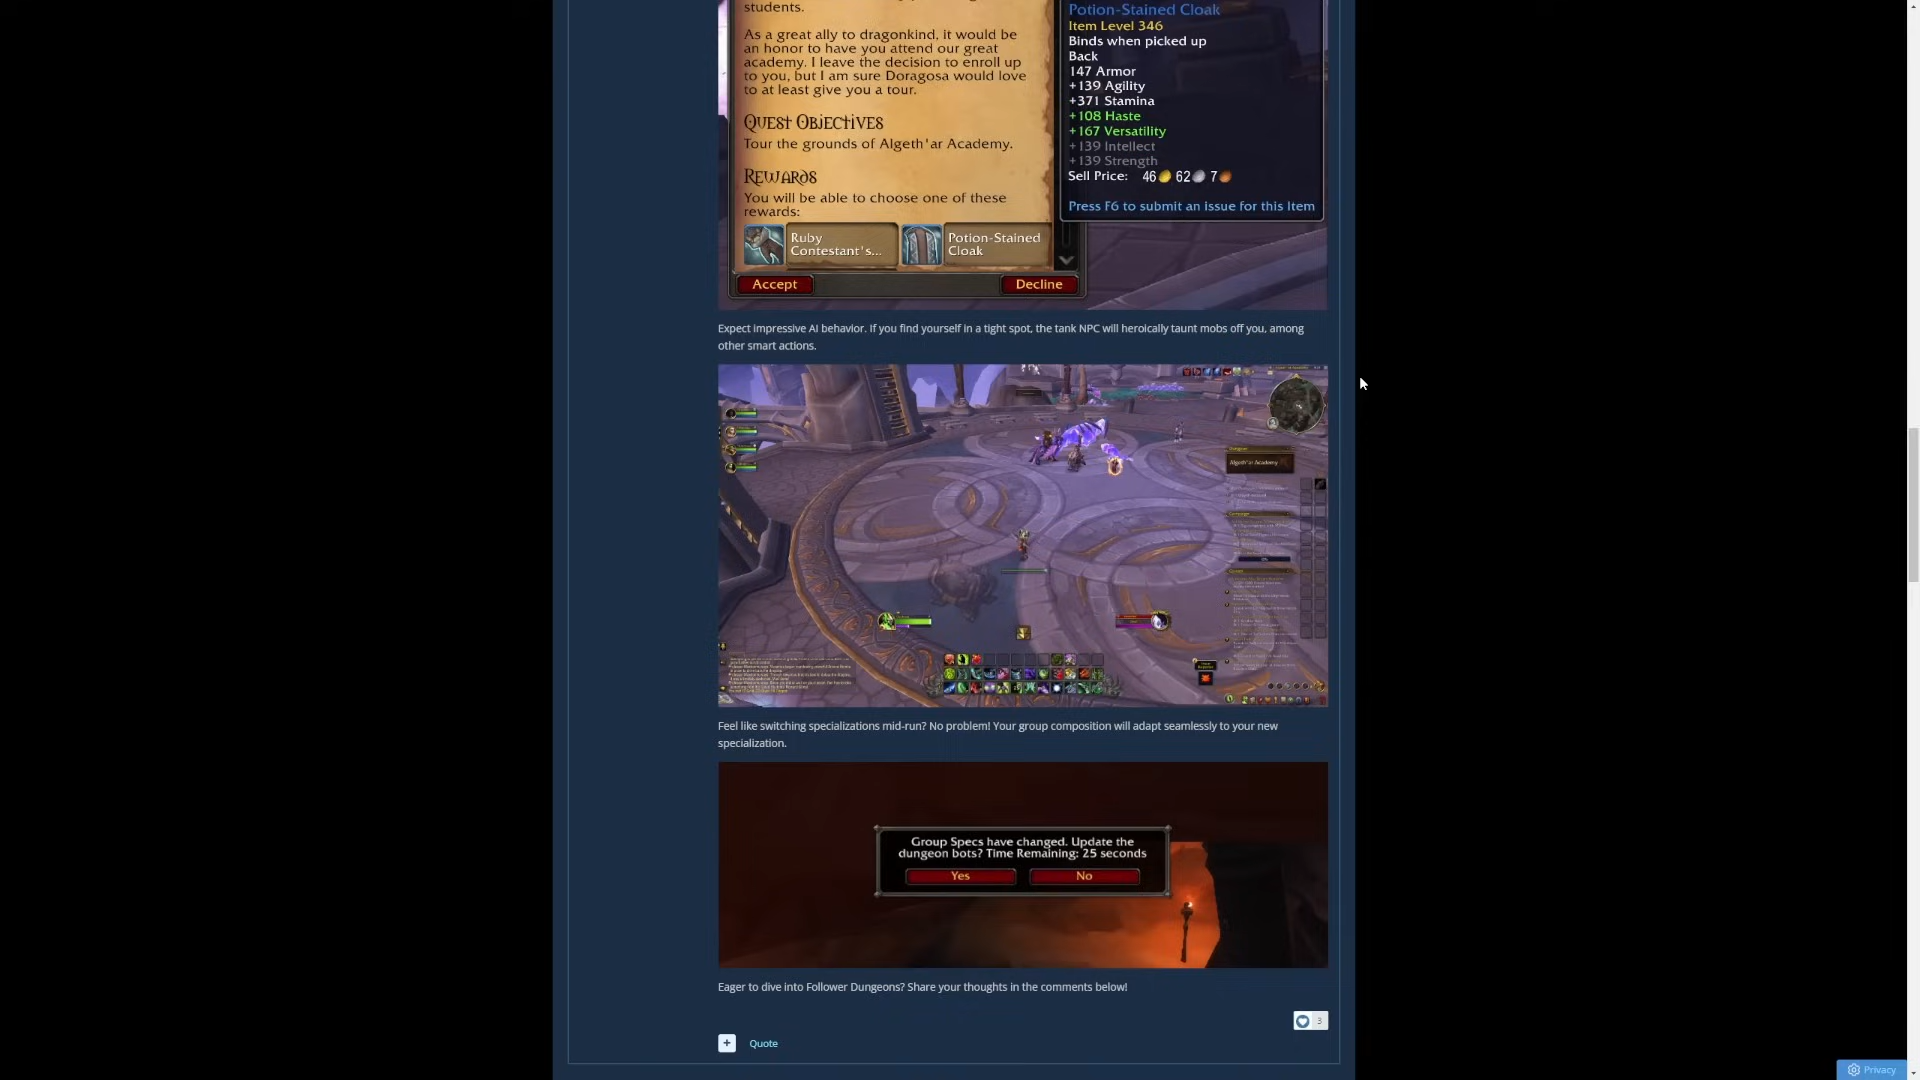 students.
As a great ally to dragonkind, it would be
an honor to have you attend our great
academy. I leave the decision to enroll up
to you, but I am sure Doragosa would love
to at least give you a tour.
Quest Objectives
Tour the grounds of Algeth'ar Academy.
Rewards
You will be able to choose one of these
rewards:
Ruby
Contestant's...
Potion-Stained
Cloak
Accept
Decline
Potion-Stained Cloak
Item Level 346
Binds when picked up
Back
147 Armor
+139 Agility
+371 Stamina
+108 Haste
+167 Versatility
+139 Intellect
+139 Strength
Sell Price: 46 62 7
Press F6 to submit an issue for this Item
Expect impressive AI behavior. If you find yourself in a tight spot, the tank NPC will heroically taunt mobs off you, among
other smart actions.
Algeth'ar Academy
Feel like switching specializations mid-run? No problem! Your group composition will adapt seamlessly to your new
specialization.
Group Specs have changed. Update the
dungeon bots? Time Remaining: 25 seconds
Yes
No
Eager to dive into Follower Dungeons? Share your thoughts in the comments below!
3
+ Quote
Privacy